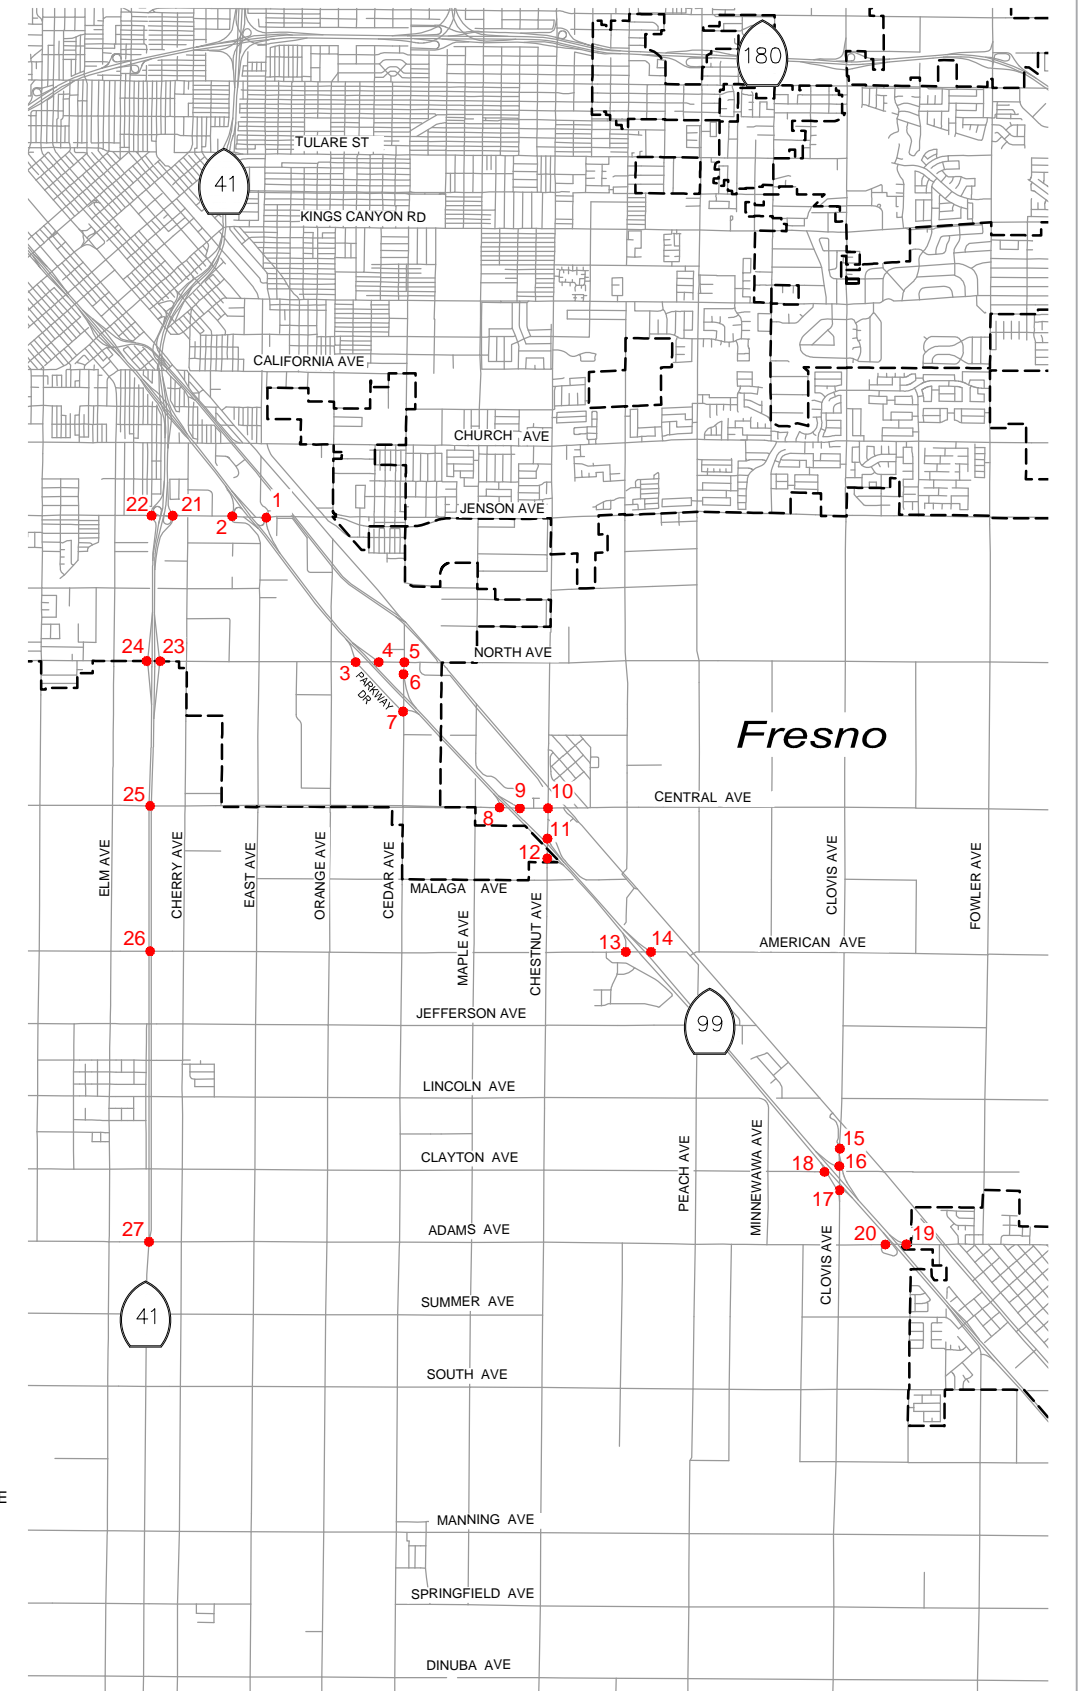 180
TULARE ST
41
KINGS CANYON RD
CALIFORNIA AVE
CHURCH AVE
22 21 2 1
JENSON AVE
24 23 3 4 5
NORTH AVE
6
PARKWAY
DR
7
Fresno
25 8 9 10
CENTRAL AVE
11
12
ELM AVE
CHERRY AVE
EAST AVE
ORANGE AVE
CEDAR AVE
MALAGA AVE
MAPLE AVE
CHESTNUT AVE
CLOVIS AVE
FOWLER AVE
26 13 14
AMERICAN AVE
JEFFERSON AVE
99
LINCOLN AVE
15
CLAYTON AVE
18 16
17
PEACH AVE
MINNEWAWA AVE
CLOVIS AVE
27
ADAMS AVE
20 19
SUMMER AVE
41
SOUTH AVE
E
MANNING AVE
SPRINGFIELD AVE
DINUBA AVE